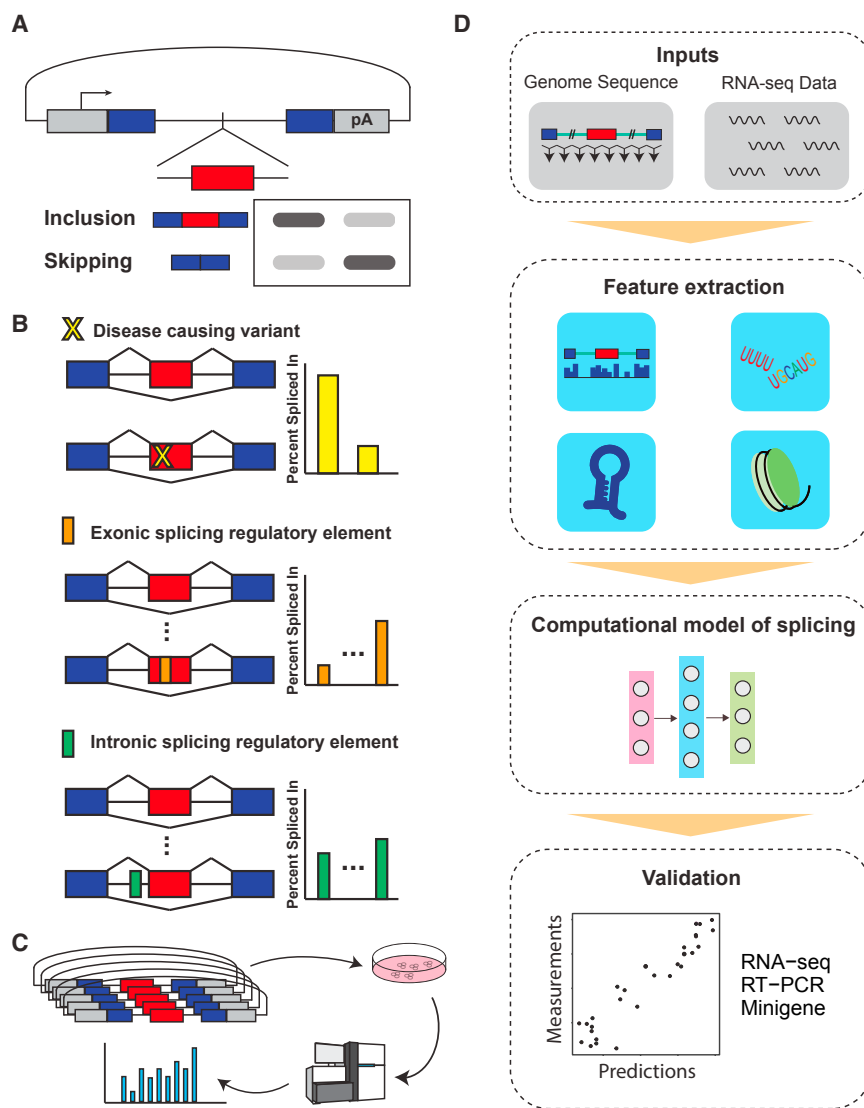 A
pA
Inclusion
Skipping
B
X Disease causing variant
Percent Spliced In
X
Exonic splicing regulatory element
Percent Spliced In
Intronic splicing regulatory element
Percent Spliced In
C
D
Inputs
Genome Sequence
RNA-seq Data
Feature extraction
UUUU
UGCAUG
Computational model of splicing
Validation
Measurements
Predictions
RNA−seq
RT−PCR
Minigene